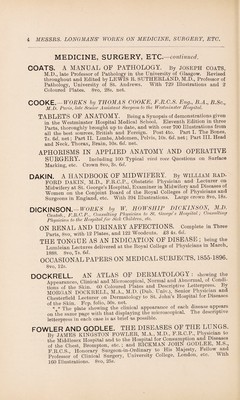 4 MESSRS. LONGMANS' WORKS ON MEDICINE, SURGERY, ETC.
MEDICINE, SURGERY, ETC.—continued.
COATS. A MANUAL OF PATHOLOGY. By JOSEPH COATS,
M.D., late Professor of Pathology in the University of Glasgow. Revised
throughout and Edited by LEWIS R. SUTHERLAND, M.D., Professor of
Pathology, University of St. Andrews. With 729 Illustrations and 2
Coloured Plates. 8vo, 28s. net.
COOKE.—WORKS by THOMAS COOKE, F.R.C.S. Eng., B.A., B.Sc.,
M.D. Paris, late Senior Assistant Surgeon to the Westminster Hospital.
TABLETS OF ANATOMY. Being a Synopsis of demonstrations given
in the Westminster Hospital Medical School. Eleventh Edition in three
Parts, thoroughly brought up to date, and with over 700 Illustrations from
all the best sources, British and Foreign. Post 4to. Part I. The Bones,
7s. 6d. net; Part II. Limbs, Abdomen, Pelvis, 10s. 6d. net; Part III. Head
and Neck, Thorax, Brain, 10s. 6d. net.
APHORISMS IN APPLIED ANATOMY AND OPERATIVE
SURGERY. Including 100 Typical vivâ voce Questions on Surface
Marking, etc. Crown 8vo, 3s. 6d.
DAKIN. A HANDBOOK OF MIDWIFERY. By WILLIAM RAD-
FORD DAKIN, M.D., F.R.C.P., Obstetric Physician and Lecturer on
Midwifery at St. George's Hospital, Examiner in Midwifery and Diseases of
Women on the Conjoint Board of the Royal Colleges of Physicians and
Surgeons in England, etc. With 394 Illustrations. Large crown 8vo, 18s.
DICKINSON.—WORKS by W. HOWSHIP DICKINSON, M.D.
Cantab., F.R.C.P., Consulting Physician to St. George's Hospital; Consulting
Physician to the Hospital for Sick Children, etc.
ON RENAL AND URINARY AFFECTIONS. Complete in Three
Parts, 8vo, with 12 Plates, and 122 Woodcuts. £3 4s. 6d.
THE TONGUE AS AN INDICATION OF DISEASE; being the
Lumleian Lectures delivered at the Royal College of Physicians in March,
1888. 8vo, 7s. 6d.
OCCASIONAL PAPERS ON MEDICAL SUBJECTS, 1855-1896.
8vo, 12s.
DOCKRELL. AN ATLAS OF DERMATOLOGY: showing the
Appearances, Clinical and Microscopical, Normal and Abnormal, of Condi-
tions of the Skin. 60 Coloured Plates and Descriptive Letterpress. By
MORGAN DOCKRELL, M.A., M.D. (Dub. Univ.), Senior Physician and
Chesterfield Lecturer on Dermatology to St. John's Hospital for Diseases
of the Skin. Fcp. folio, 50s. net.
*** The plates showing the clinical appearance of each disease appears
on the same page with that displaying the microscopical. The descriptive
letterpress in each case is as brief as possible.
FOWLER AND GODLEE. THE DISEASES OF THE LUNGS.
By JAMES KINGSTON FOWLER, M.A., M.D., F.R.C.P., Physician to
the Middlesex Hospital and to the Hospital for Consumption and Diseases
of the Chest, Brompton, etc.; and RICKMAN JOHN GODLEE, M.S.,
F.R.C.S., Honorary Surgeon-in-Ordinary to His Majesty, Fellow and
Professor of Clinical Surgery, University College, London, etc. With
160 Illustrations. 8vo, 25s.